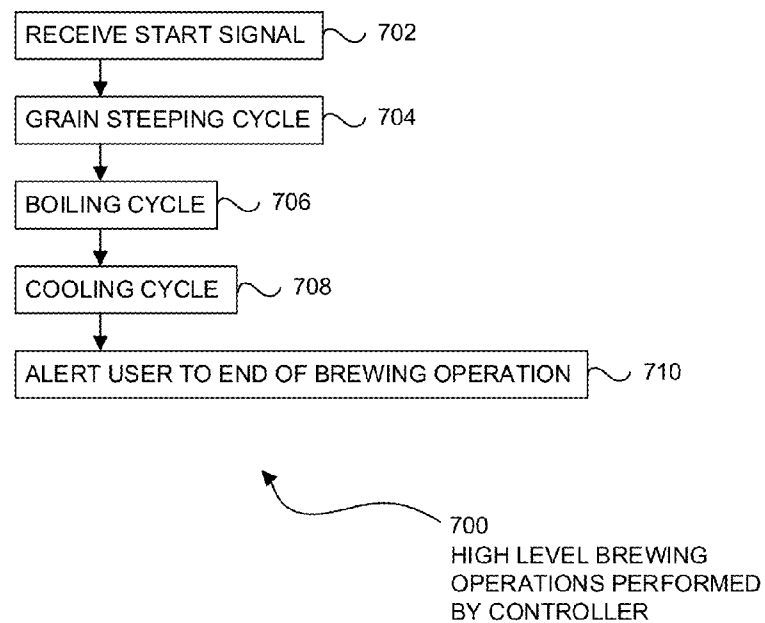 RECEIVE START SIGNAL 702
GRAIN STEEPING CYCLE 704
BOILING CYCLE 706
COOLING CYCLE 708
ALERT USER TO END OF BREWING OPERATION 710
700
HIGH LEVEL BREWING
OPERATIONS PERFORMED
BY CONTROLLER